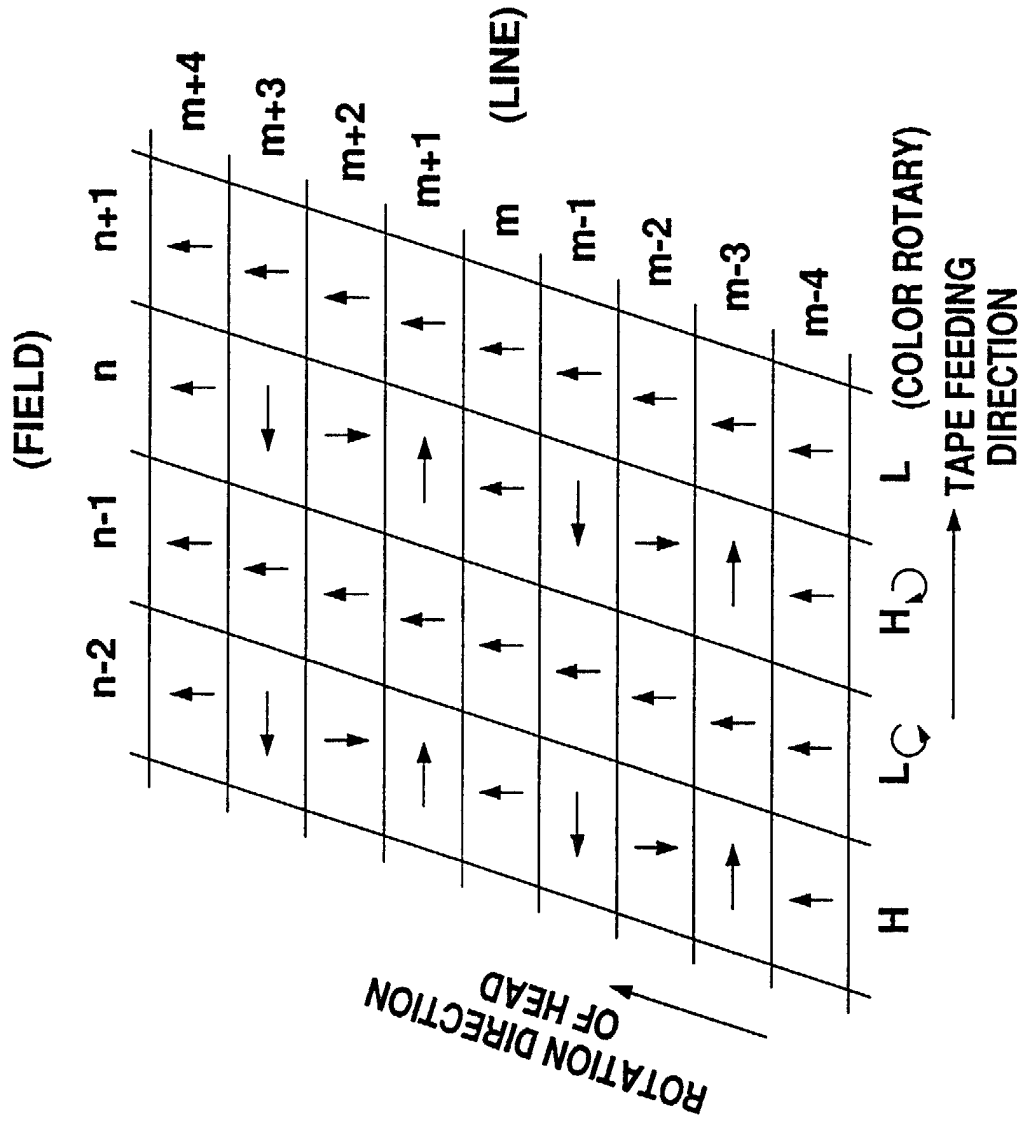 (FIELD)
n-2 n-1 n n+1
m+4
m+3
m+2
m+1
m
(LINE)
m-1
m-2
m-3
m-4
H L H L (COLOR ROTARY)
TAPE FEEDING
DIRECTION
ROTATION DIRECTION
OF HEAD